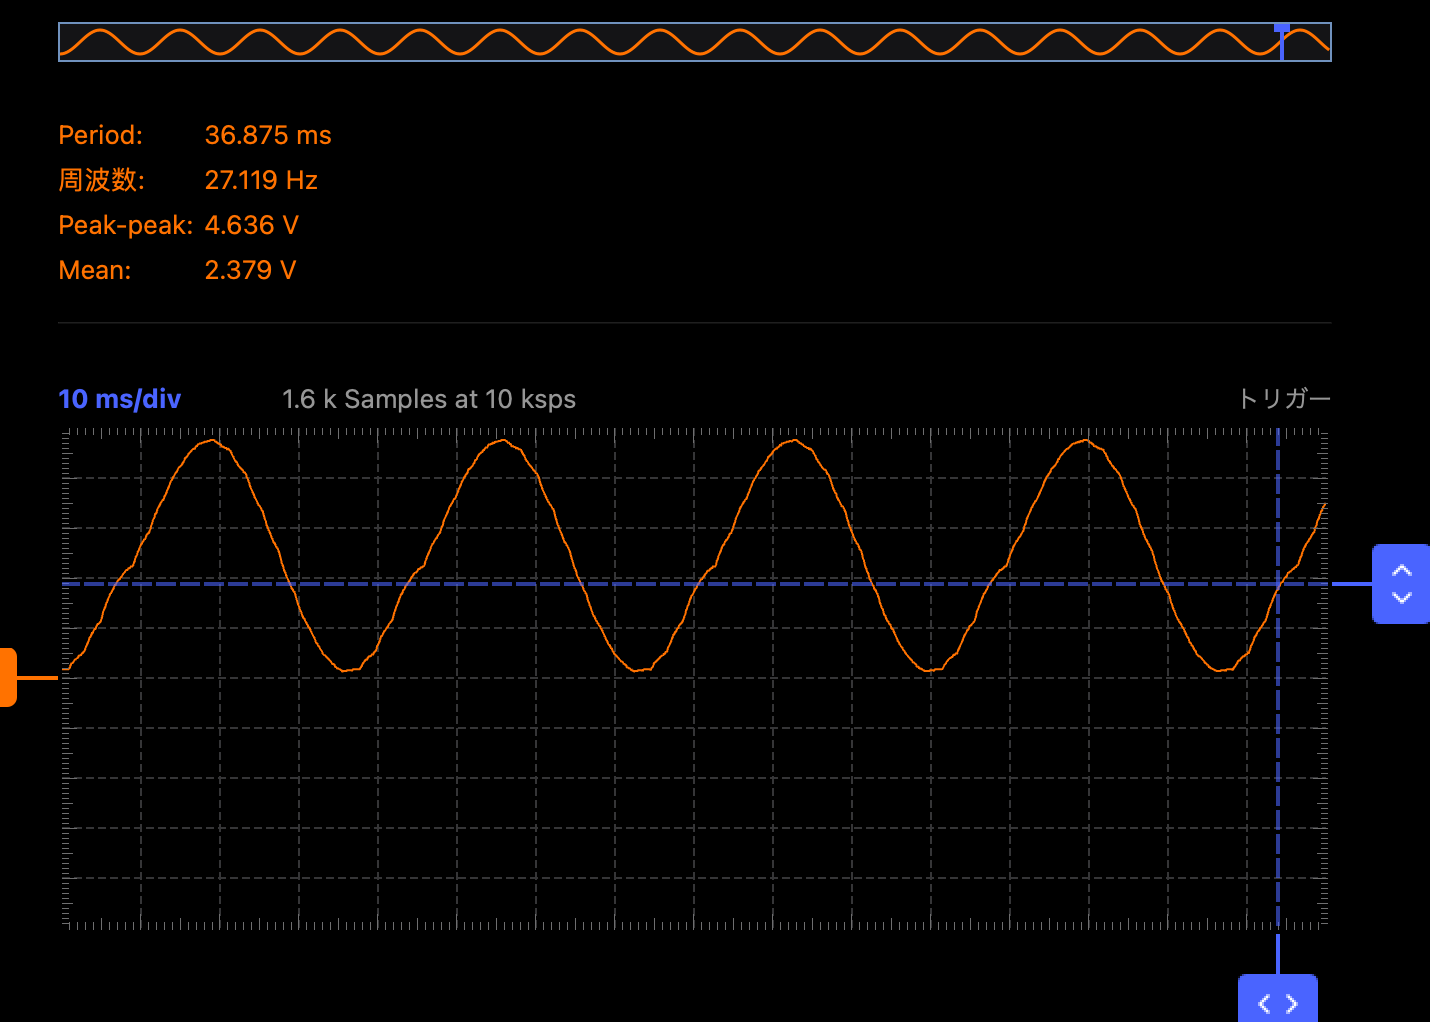 Period: 36.875 ms
周波数: 27.119 Hz
Peak-peak: 4.636 V
Mean: 2.379 V
10 ms/div 1.6 k Samples at 10 ksps トリガー